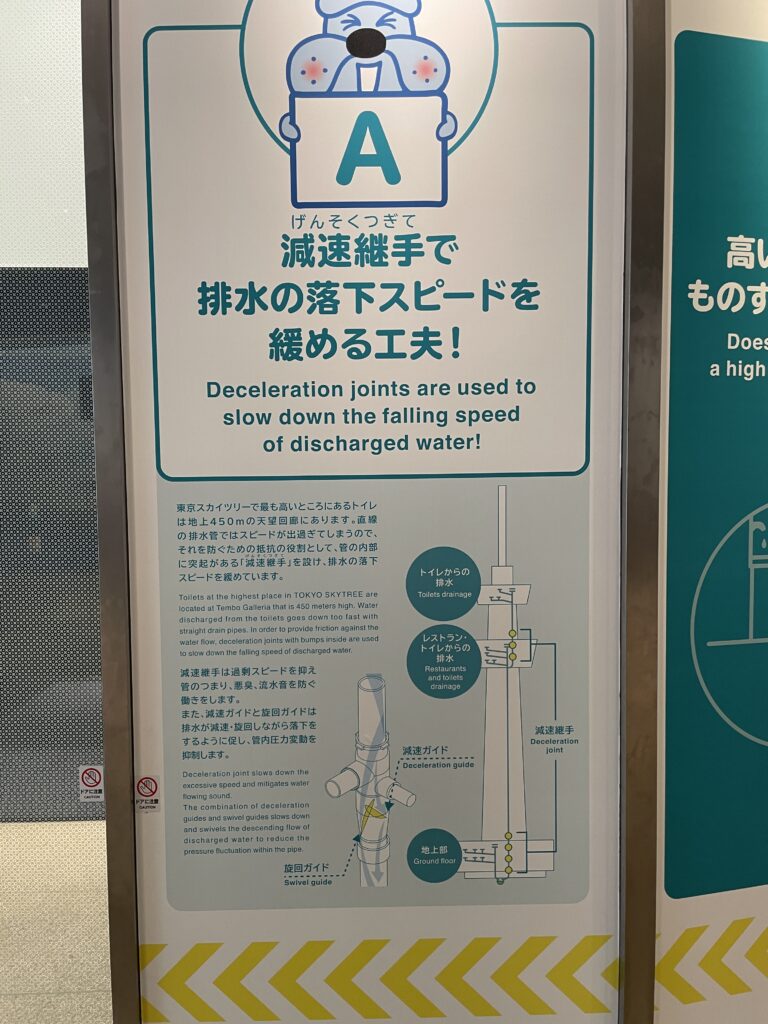 A
げんそくつぎて
減速継手で
排水の落下スピードを
緩める工夫！
Deceleration joints are used to
slow down the falling speed
of discharged water!
東京スカイツリーで最も高いところにあるトイレ
は地上450mの天望回廊にあります。直線
の排水管ではスピードが出過ぎてしまうので、
それを防ぐための抵抗の役割として、管の内部
げんそくつぎて
に突起がある「減速継手」を設け、排水の落下
スピードを緩めています。
Toilets at the highest place in TOKYO SKYTREE are
located at Tembo Galleria that is 450 meters high. Water
discharged from the toilets goes down too fast with
straight drain pipes. In order to provide friction against the
water flow, deceleration joints with bumps inside are used
to slow down the falling speed of discharged water.
減速継手は過剰スピードを抑え
管のつまり、悪臭、流水音を防ぐ
働きをします。
また、減速ガイドと旋回ガイドは
排水が減速・旋回しながら落下を
するように促し、管内圧力変動を
抑制します。
Deceleration joint slows down the
excessive speed and mitigates water
flowing sound.
The combination of deceleration
guides and swivel guides slows down
and swivels the descending flow of
discharged water to reduce the
pressure fluctuation within the pipe.
減速ガイド
Deceleration guide
旋回ガイド
Swivel guide
トイレからの
排水
Toilets drainage
レストラン・
トイレからの
排水
Restaurants
and toilets
drainage
減速継手
Deceleration
joint
地上部
Ground floor
ドアに注意
CAUTION
ドアに注意
CAUTION
高い
ものす
Does
a high